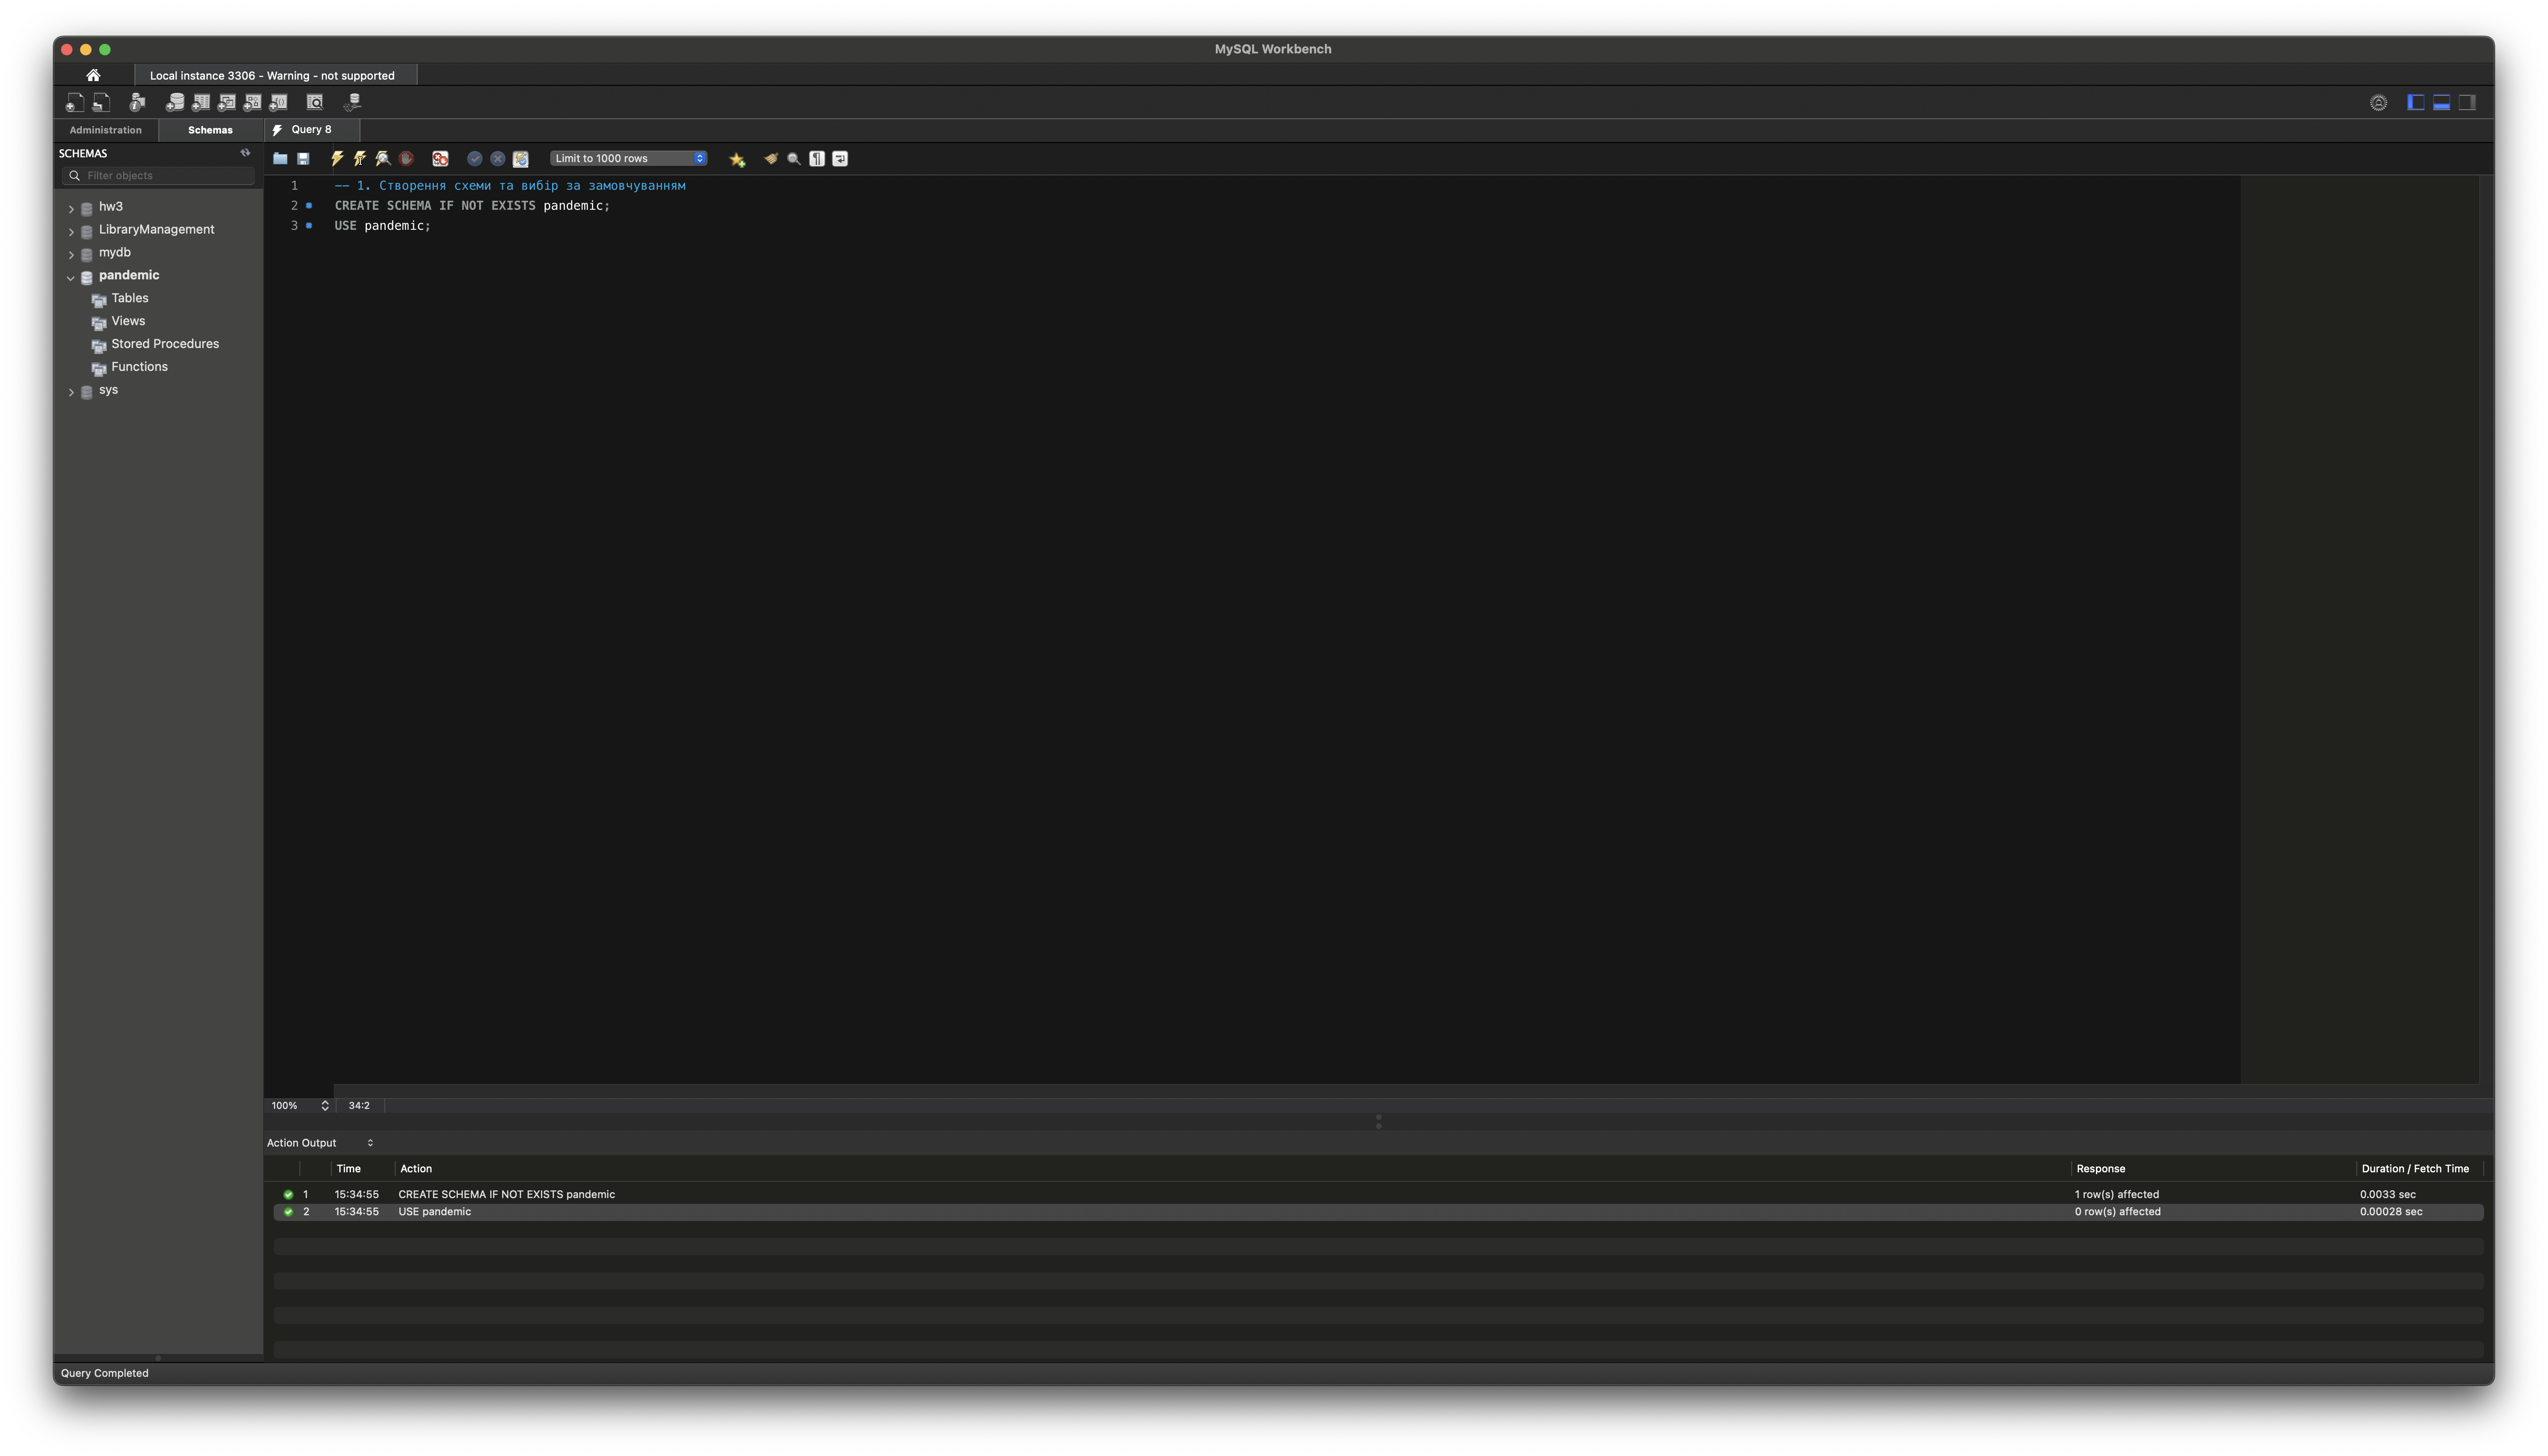 MySQL Workbench
Local instance 3306 - Warning - not supported
Administration
Schemas
Query 8
SCHEMAS
Filter objects
Limit to 1000 rows
hw3
LibraryManagement
mydb
pandemic
Tables
Views
Stored Procedures
Functions
sys
1 -- 1. Створення схеми та вибір за замовчуванням
2 CREATE SCHEMA IF NOT EXISTS pandemic;
3 USE pandemic;
100% 34:2
Action Output
Time Action Response Duration / Fetch Time
1 15:34:55 CREATE SCHEMA IF NOT EXISTS pandemic 1 row(s) affected 0.0033 sec
2 15:34:55 USE pandemic 0 row(s) affected 0.00028 sec
Query Completed